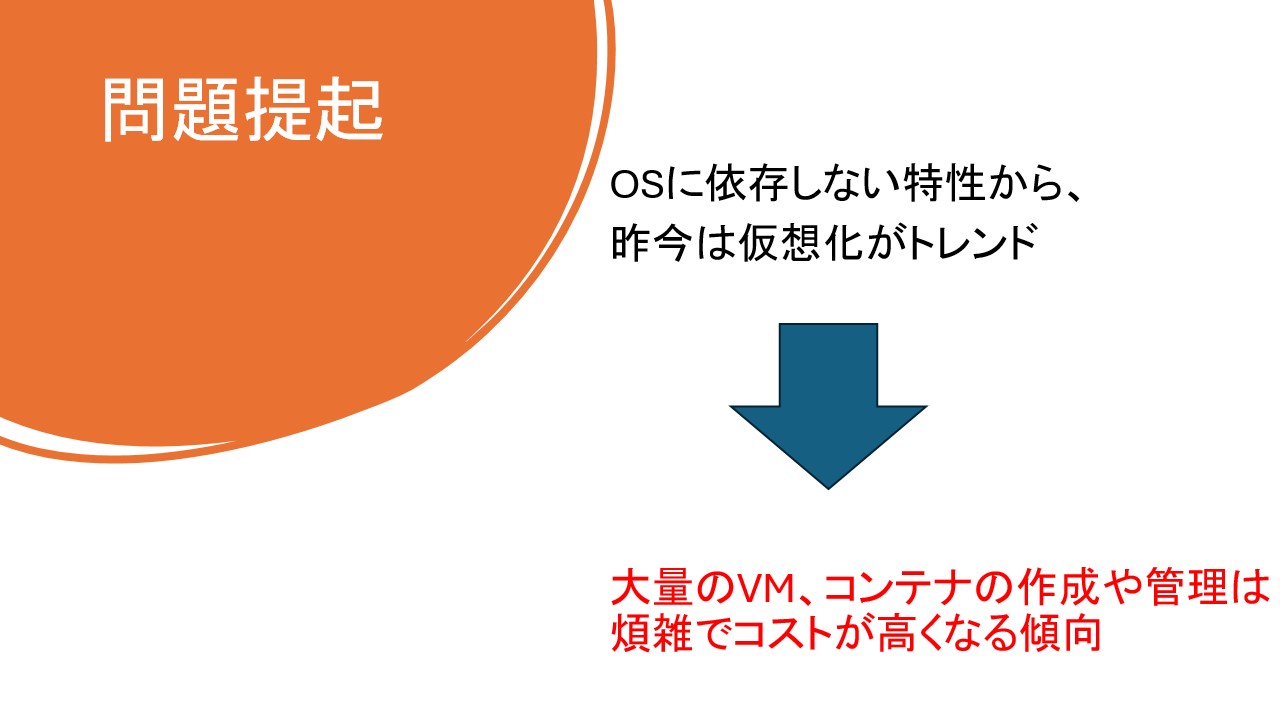 問題提起
OSに依存しない特性から、
昨今は仮想化がトレンド
大量のVM、コンテナの作成や管理は
煩雑でコストが高くなる傾向